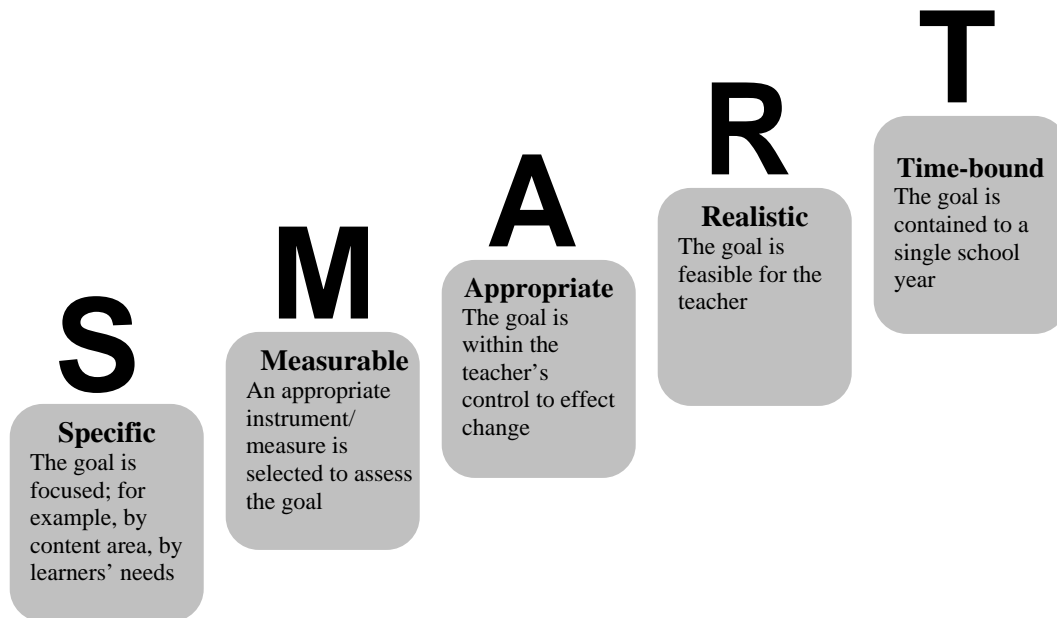 S
Specific
The goal is
focused; for
example, by
content area, by
learners’ needs
M
Measurable
An appropriate
instrument/
measure is
selected to assess
the goal
A
Appropriate
The goal is
within the
teacher’s
control to effect
change
R
Realistic
The goal is
feasible for the
teacher
T
Time-bound
The goal is
contained to a
single school
year